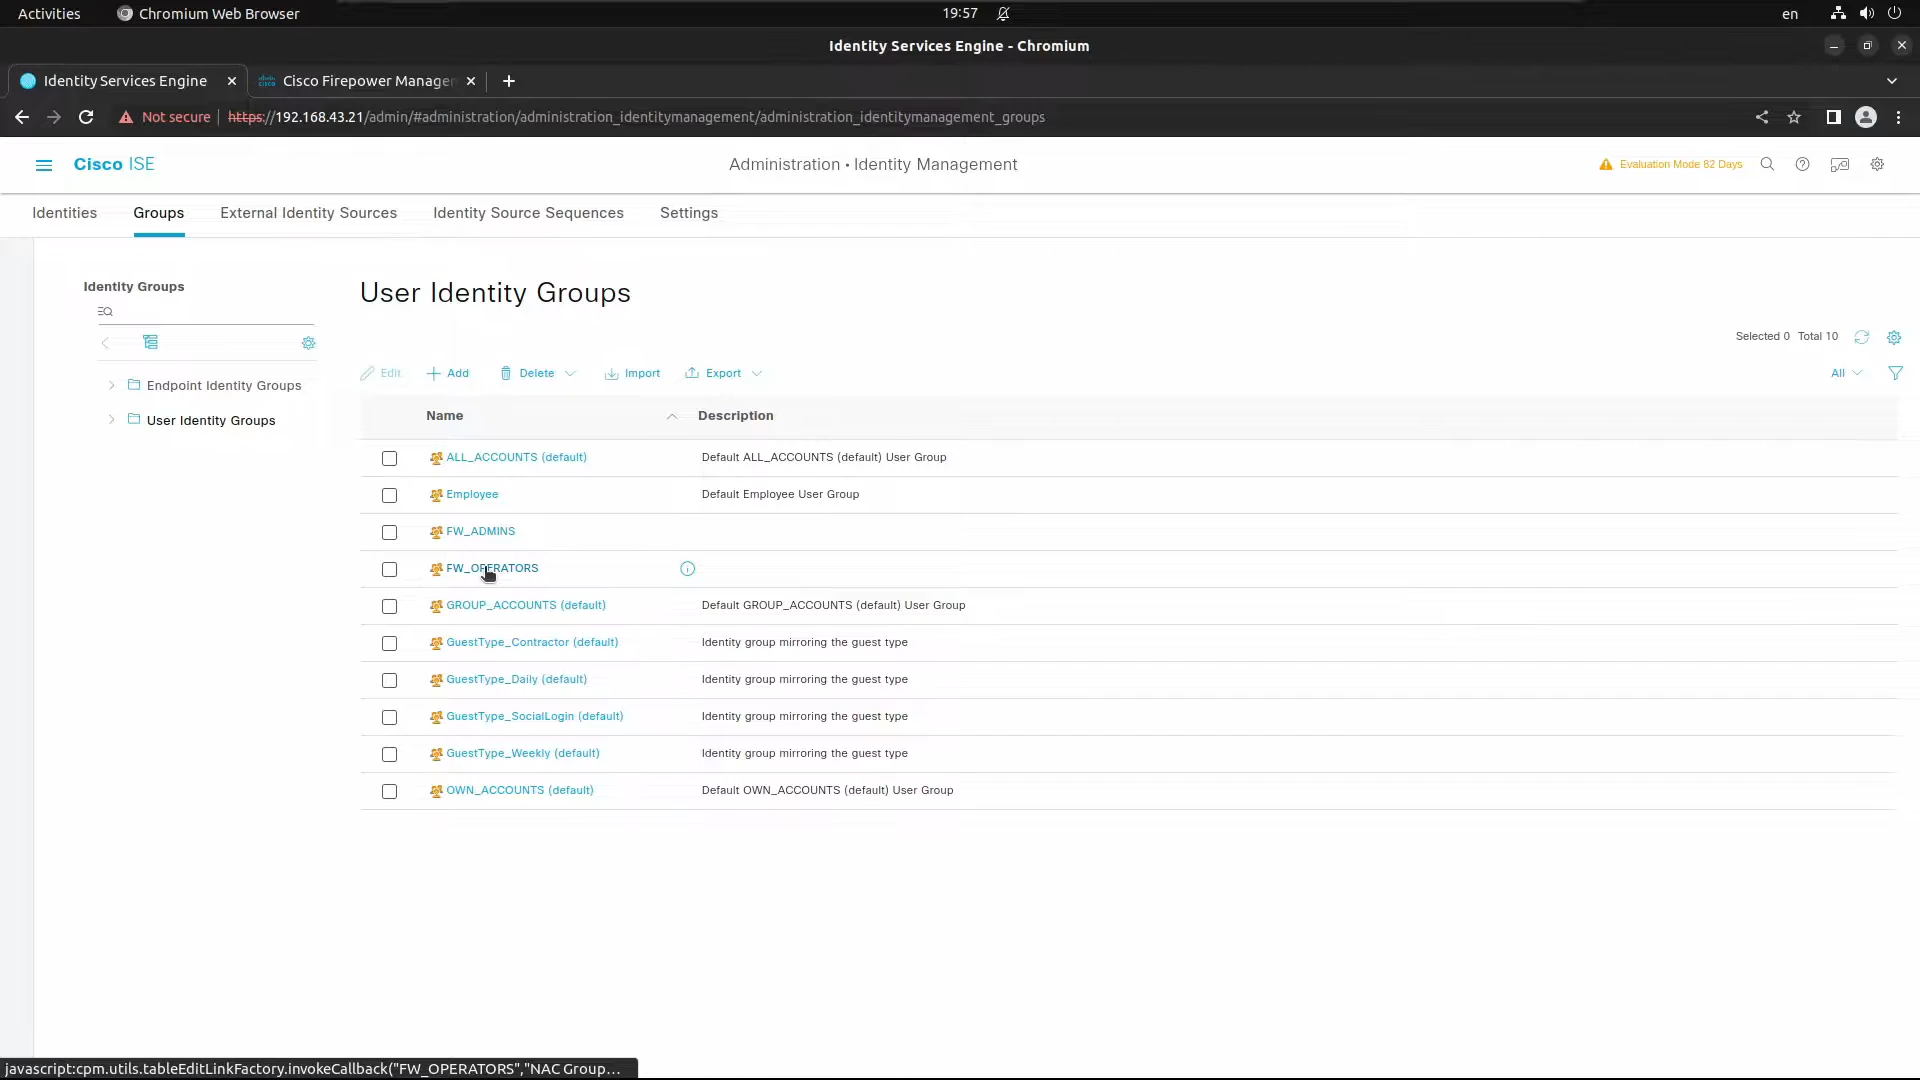 Activities Chromium Web Browser 19:57 en
Identity Services Engine - Chromium
Identity Services Engine Cisco Firepower Manager
Not secure https://192.168.43.21/admin/#administration/administration_identitymanagement/administration_identitymanagement_groups
Cisco ISE Administration • Identity Management Evaluation Mode 82 Days
Identities Groups External Identity Sources Identity Source Sequences Settings
Identity Groups
User Identity Groups
Selected 0 Total 10
Edit Add Delete Import Export All
Endpoint Identity Groups
User Identity Groups
Name Description
ALL_ACCOUNTS (default) Default ALL_ACCOUNTS (default) User Group
Employee Default Employee User Group
FW_ADMINS
FW_OPERATORS
GROUP_ACCOUNTS (default) Default GROUP_ACCOUNTS (default) User Group
GuestType_Contractor (default) Identity group mirroring the guest type
GuestType_Daily (default) Identity group mirroring the guest type
GuestType_SocialLogin (default) Identity group mirroring the guest type
GuestType_Weekly (default) Identity group mirroring the guest type
OWN_ACCOUNTS (default) Default OWN_ACCOUNTS (default) User Group
javascript:cpm.utils.tableEditLinkFactory.invokeCallback("FW_OPERATORS","NAC Group...